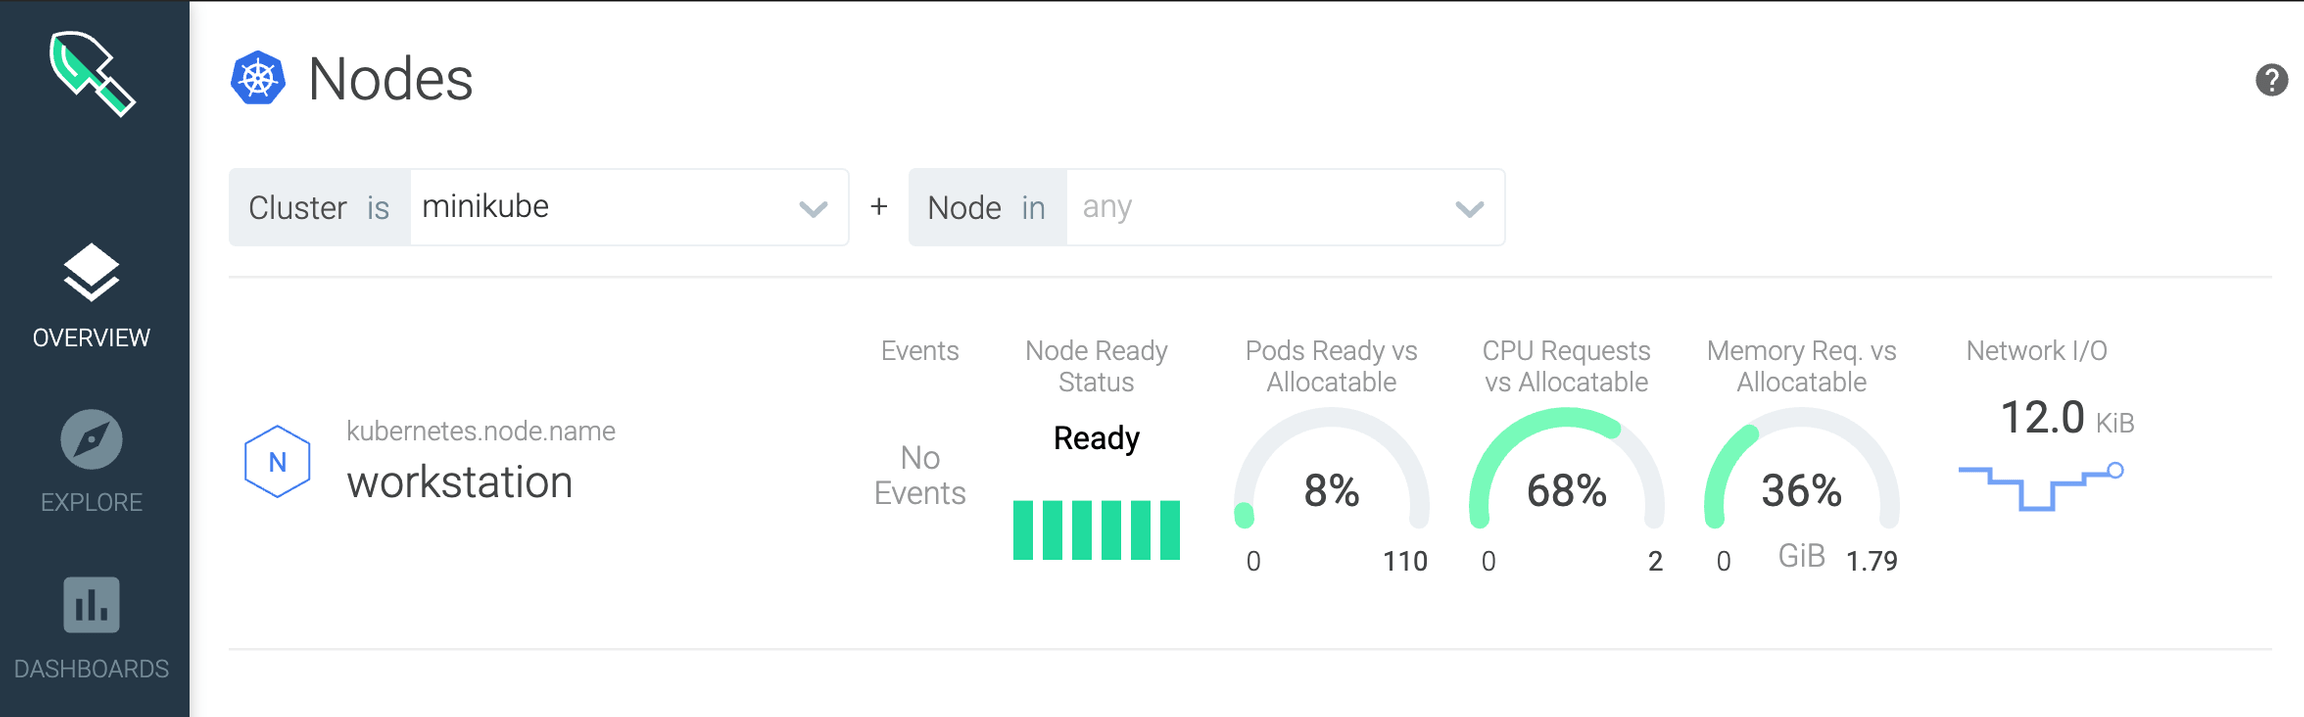 Nodes
?
Cluster is minikube + Node in any
OVERVIEW
EXPLORE
DASHBOARDS
N
kubernetes.node.name
workstation
Events
No
Events
Node Ready
Status
Ready
Pods Ready vs
Allocatable
8%
0 110
CPU Requests
vs Allocatable
68%
0 2
Memory Req. vs
Allocatable
36%
0 GiB 1.79
Network I/O
12.0 KiB